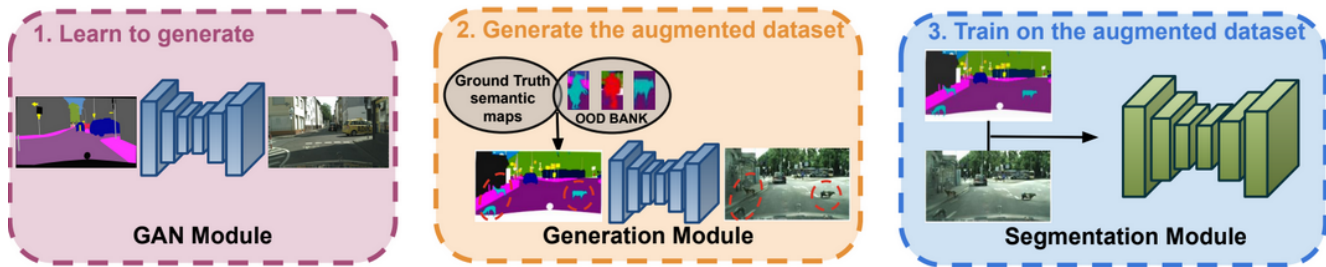 1. Learn to generate
GAN Module
2. Generate the augmented dataset
Ground Truth
semantic
maps
OOD BANK
Generation Module
3. Train on the augmented dataset
Segmentation Module